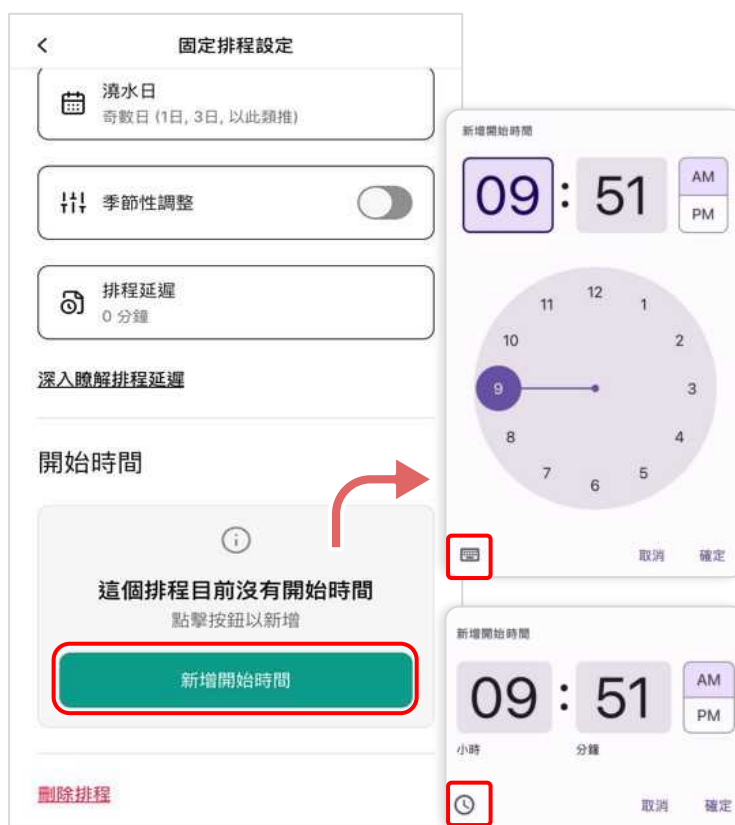 固定排程設定
澆水日
奇數日 (1日, 3日, 以此類推)
季節性調整
排程延遲
0 分鐘
深入瞭解排程延遲
開始時間
這個排程目前沒有開始時間
點擊按鈕以新增
新增開始時間
刪除排程
新增開始時間
09 : 51
AM
PM
12
1
2
3
4
5
6
7
8
9
10
11
取消 確定
新增開始時間
09 : 51
AM
PM
小時 分鐘
取消 確定